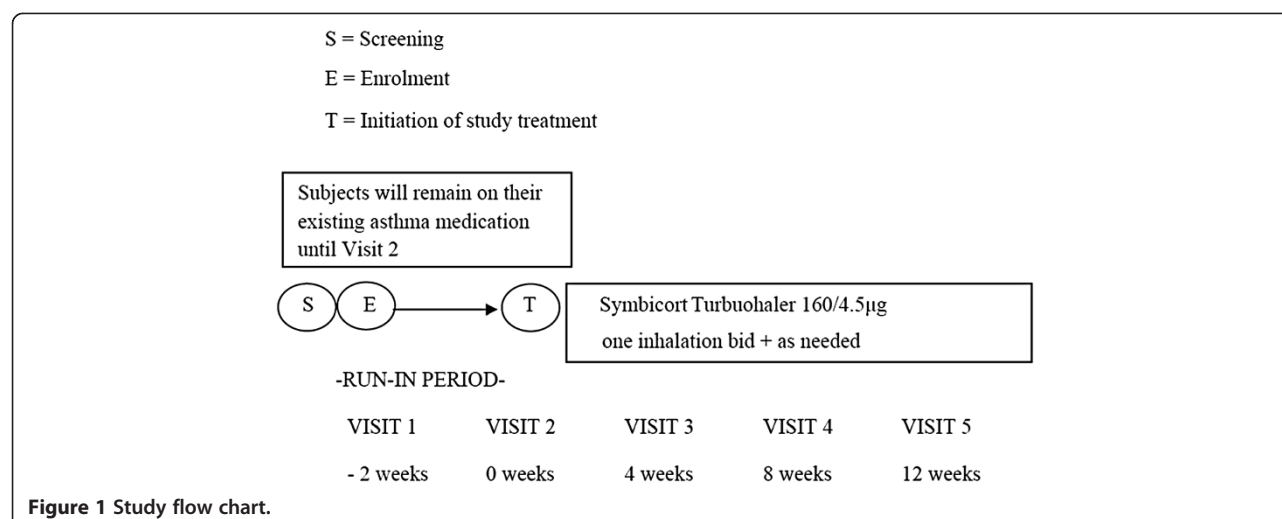 S = Screening
E = Enrolment
T = Initiation of study treatment
Subjects will remain on their
existing asthma medication
until Visit 2
S E T
Symbicort Turbuohaler 160/4.5μg
one inhalation bid + as needed
-RUN-IN PERIOD-
VISIT 1 VISIT 2 VISIT 3 VISIT 4 VISIT 5
- 2 weeks 0 weeks 4 weeks 8 weeks 12 weeks
Figure 1 Study flow chart.